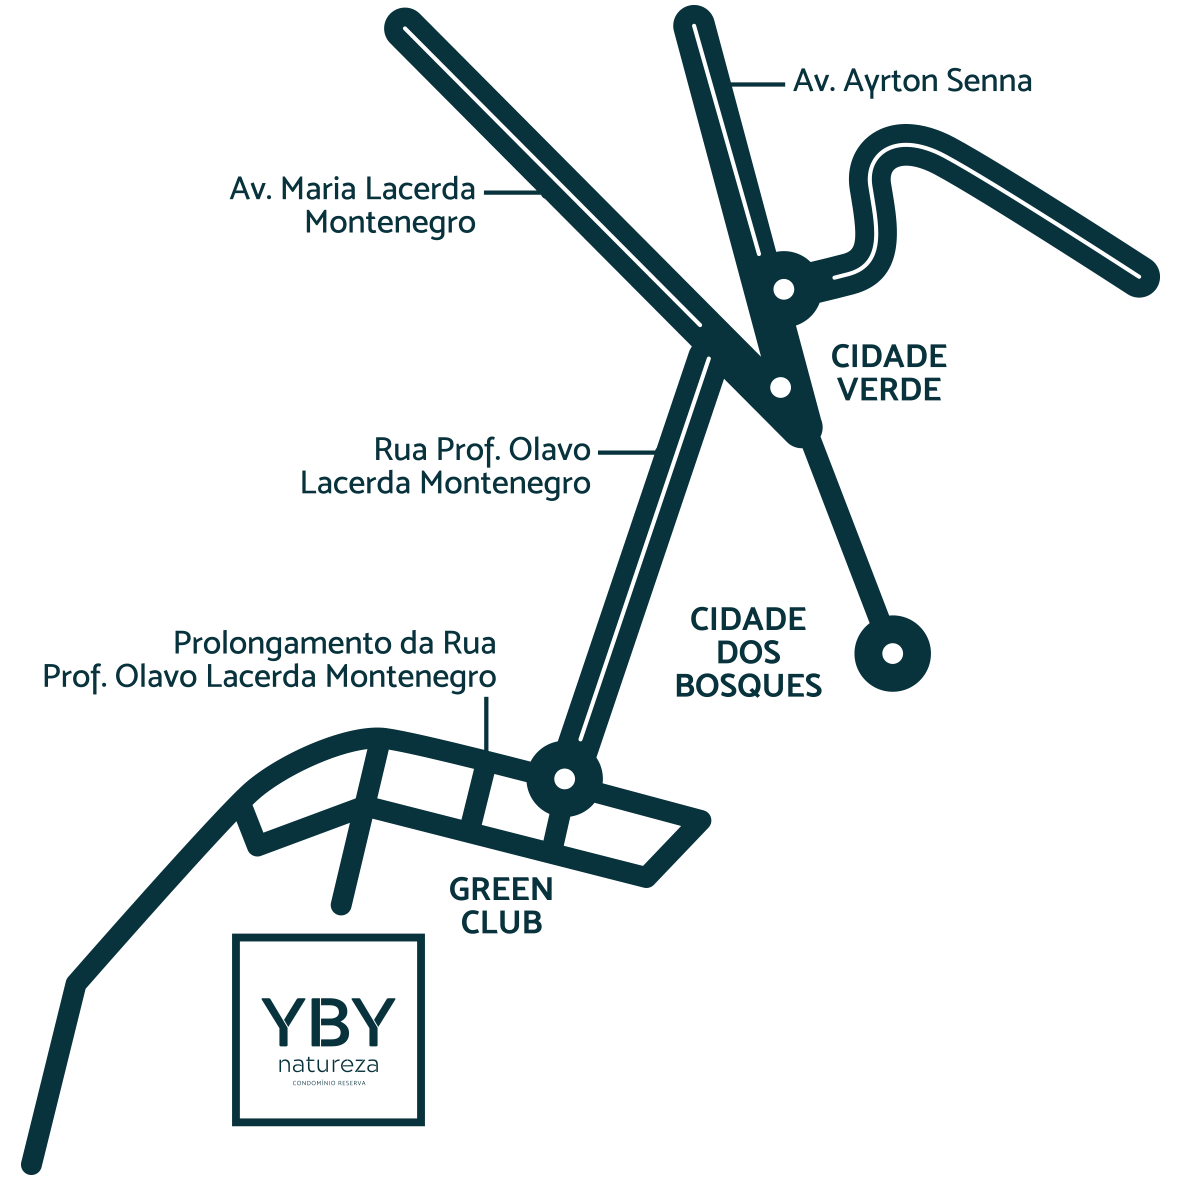 Av. Ayrton Senna
Av. Maria Lacerda
Montenegro
CIDADE
VERDE
Rua Prof. Olavo
Lacerda Montenegro
CIDADE
DOS
BOSQUES
Prolongamento da Rua
Prof. Olavo Lacerda Montenegro
GREEN
CLUB
YBY
natureza
CONDOMÍNIO RESERVA